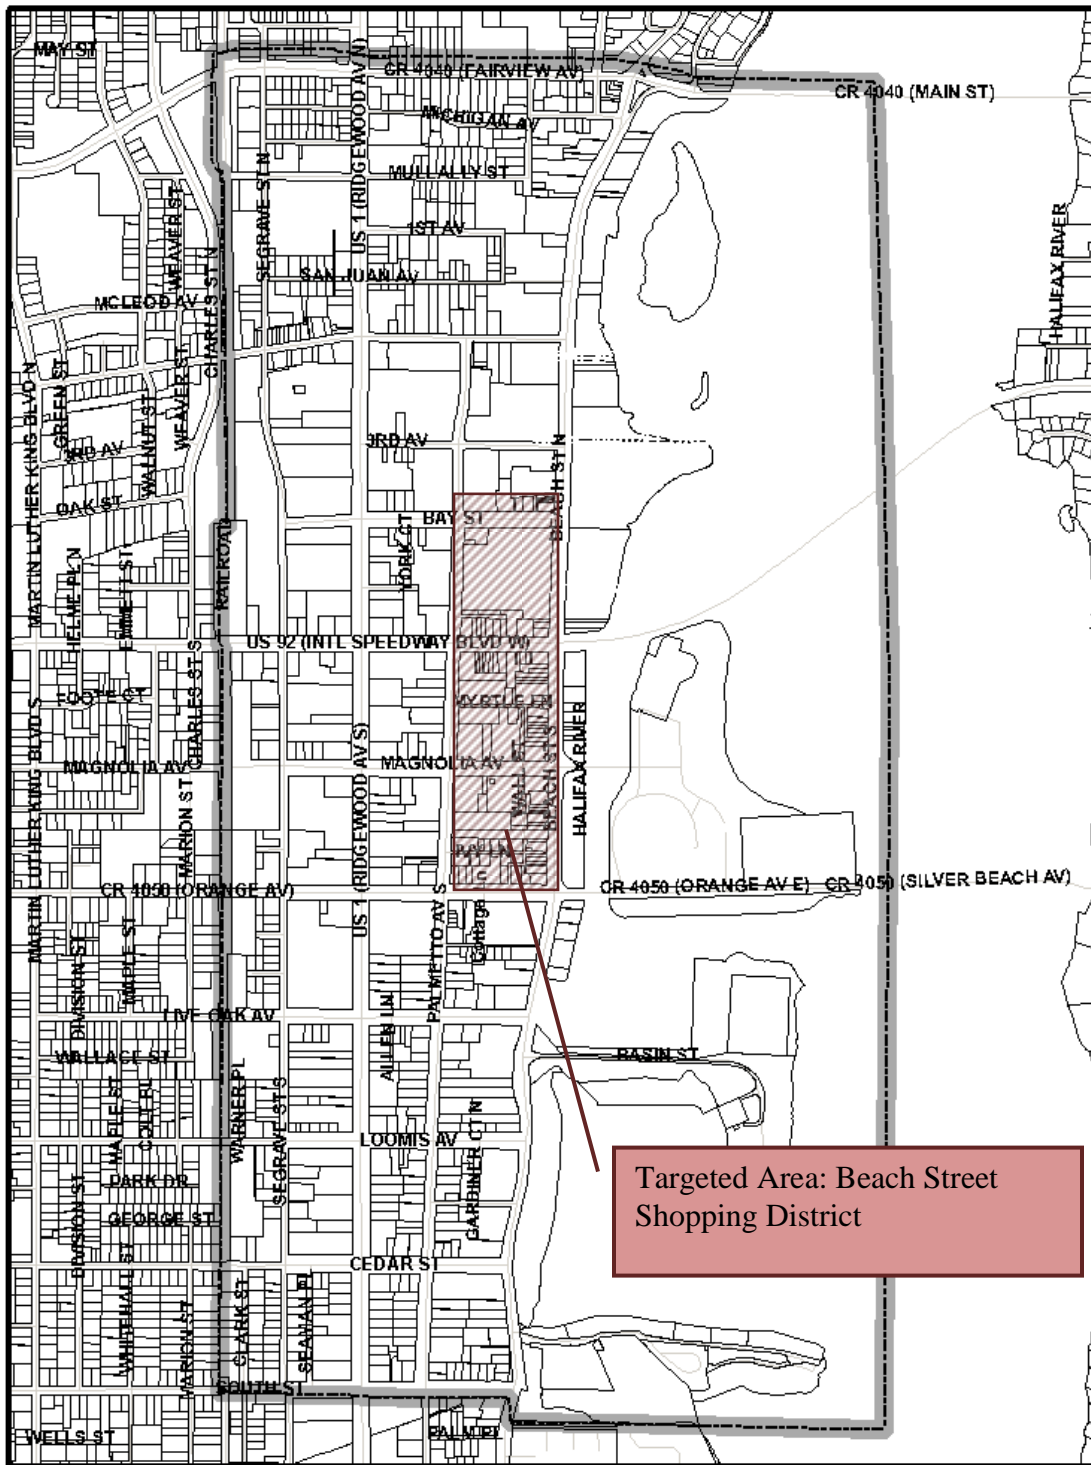 MAY ST
CR 4040 (FAIRVIEW AV)
CR 4040 (MAIN ST)
MICHIGAN AV
MULLALLY ST
US 1 (RIDGEWOOD AV N)
SEGRAVE ST N
WEAVER ST
1ST AV
SAN JUAN AV
HALIFAX RIVER
MCLEOD AV
CHARLES ST N
WEAVER ST
GREEN ST
WALNUT ST
MARTIN LUTHER KING BLVD N
3RD AV
3RD AV
BEACH ST N
OAK ST
BAY ST
YORK CT
RAILROAD
HELME PL N
EMMETT ST
US 92 (INTL SPEEDWAY BLVD W)
FOOTE CT
CHARLES ST S
MYRTLE LN
HALIFAX RIVER
MARTIN LUTHER KING BLVD S
MAGNOLIA AV
MAGNOLIA AV
WALL ST
BEACH ST S
US 1 (RIDGEWOOD AV S)
MARION ST
IVY LN
CR 4050 (ORANGE AV)
CR 4050 (ORANGE AV E)
CR 4050 (SILVER BEACH AV)
PALMETTO AV S
Cottage
DIVISION ST
MAPLE ST
LIVE OAK AV
ALLEN LN
WALLACE ST
BASIN ST
MAPLE ST
COLT PL
WARNER PL
SEGRAVE ST S
LOOMIS AV
GARDINER CT N
PARK DR
DIVISION ST
GEORGE ST
Targeted Area: Beach Street
Shopping District
CEDAR ST
WHITEHALL ST
MARION ST
CLARK ST
SEAMAN PL
SOUTH ST
WELLS ST
PALM PL